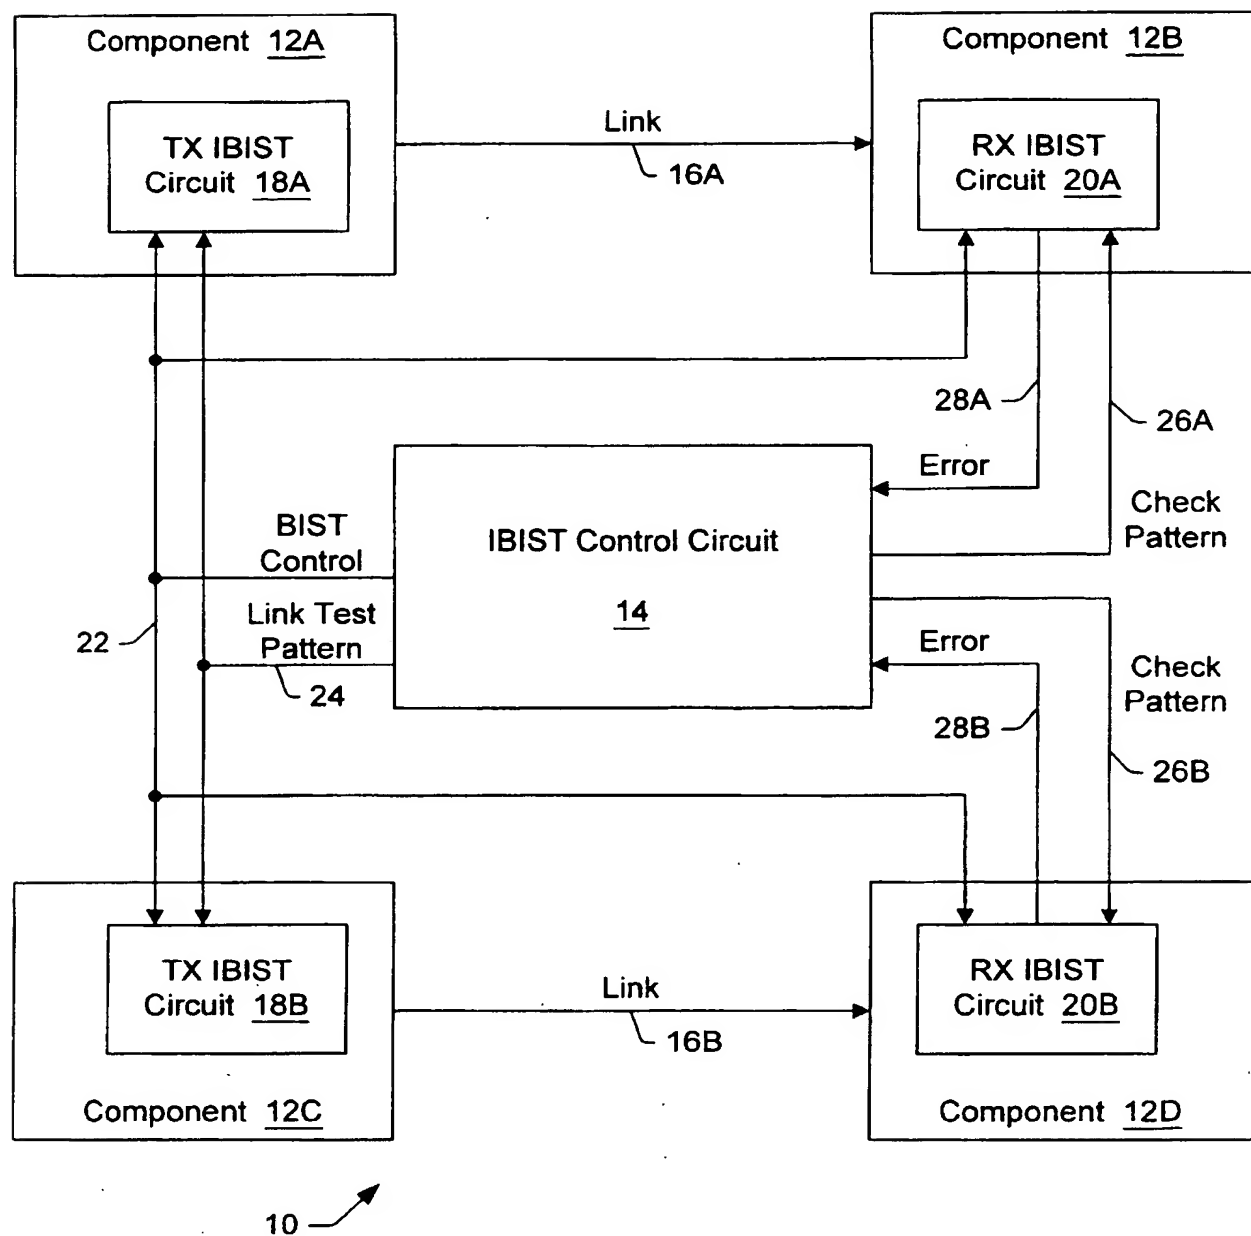 Component 12A
TX IBIST
Circuit 18A
Link
16A
Component 12B
RX IBIST
Circuit 20A
28A
26A
Error
Check
Pattern
BIST
Control
IBIST Control Circuit
14
22
Link Test
Pattern
24
Error
Check
Pattern
28B
26B
TX IBIST
Circuit 18B
Component 12C
Link
16B
RX IBIST
Circuit 20B
Component 12D
10